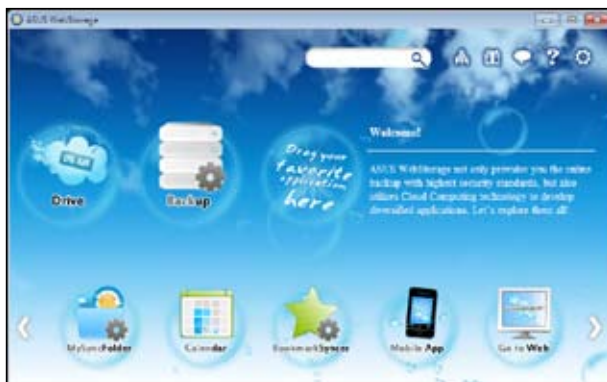 ASUS WebStorage
Welcome!
Drag your
favorite
application
here
ASUS WebStorage not only provides you the online
backup with highest security standards, but also
utilizes Cloud Computing technology to develop
diversified applications. Let's explore them all!
Drive
Backup
MySyncFolder
Calendar
BookmarkSyncer
Mobile App
Go to Web